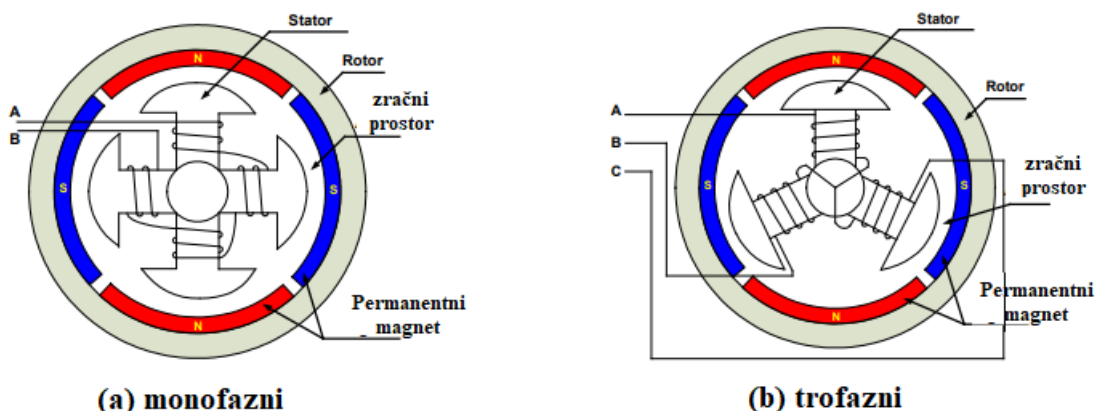 Stator
N
Rotor
A
zračni
prostor
B
S
S
Permanentni
magnet
N
(a) monofazni
Stator
N
Rotor
A
B
zračni
prostor
C
S
S
Permanentni
magnet
N
(b) trofazni